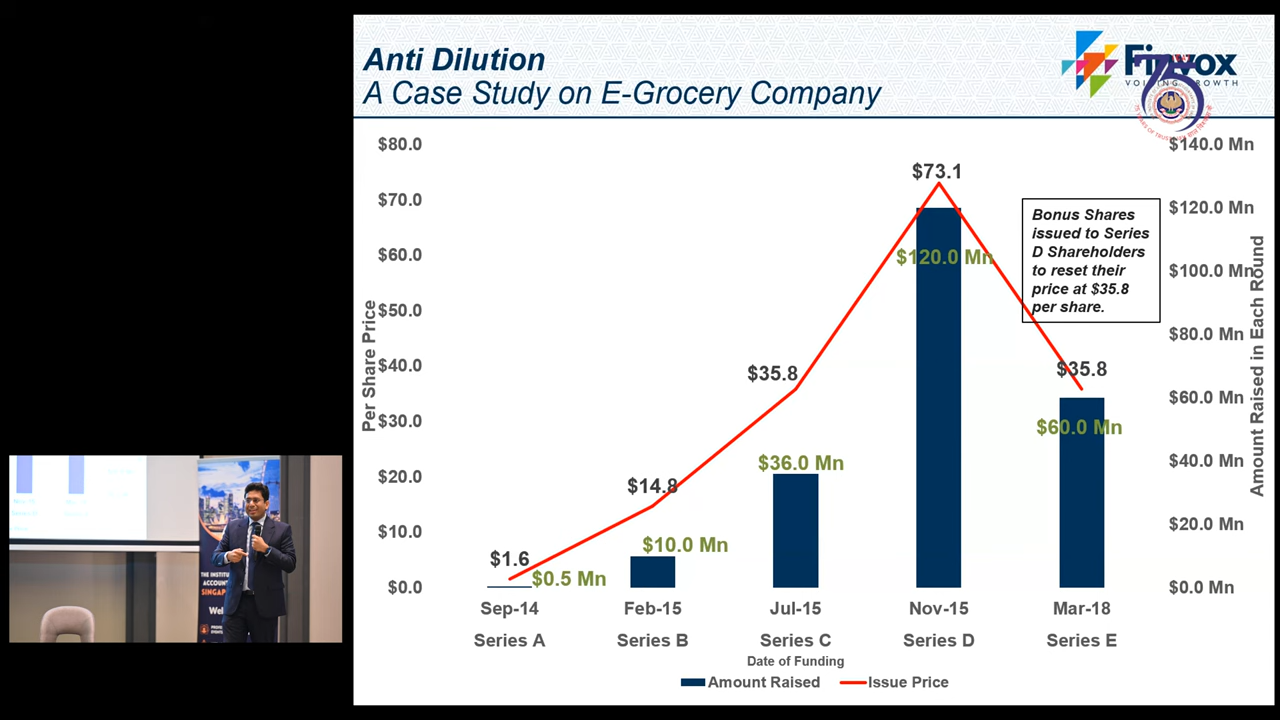 Anti Dilution
A Case Study on E-Grocery Company
Finvox
$80.0
$70.0
$60.0
$50.0
$40.0
$30.0
$20.0
$10.0
$0.0
Per Share Price
$1.6
$14.8
$35.8
$73.1
$35.8
$0.5 Mn
$10.0 Mn
$36.0 Mn
$120.0 Mn
$60.0 Mn
Bonus Shares
issued to Series
D Shareholders
to reset their
price at $35.8
per share.
$140.0 Mn
$120.0 Mn
$100.0 Mn
$80.0 Mn
$60.0 Mn
$40.0 Mn
$20.0 Mn
$0.0 Mn
Amount Raised in Each Round
Sep-14 Feb-15 Jul-15 Nov-15 Mar-18
Series A Series B Series C Series D Series E
Date of Funding
Amount Raised Issue Price
THE INSTITU
ACCOU
SINGAP
Wel